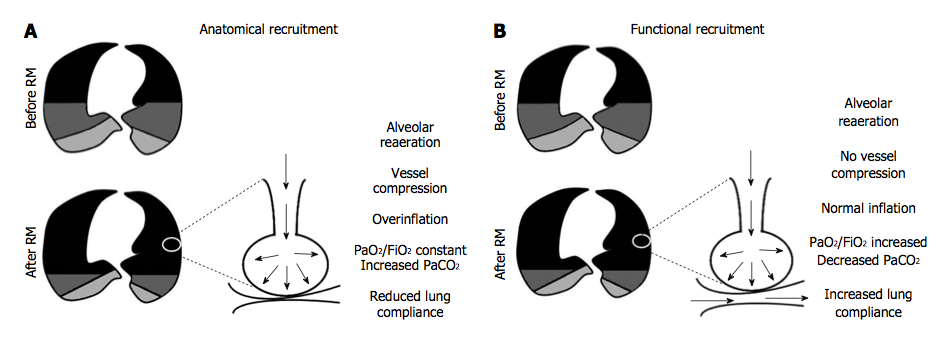 A
Anatomical recruitment
Before RM
After RM
Alveolar
reaeration
Vessel
compression
Overinflation
PaO₂/FiO₂ constant
Increased PaCO₂
Reduced lung
compliance
B
Functional recruitment
Before RM
After RM
Alveolar
reaeration
No vessel
compression
Normal inflation
PaO₂/FiO₂ increased
Decreased PaCO₂
Increased lung
compliance